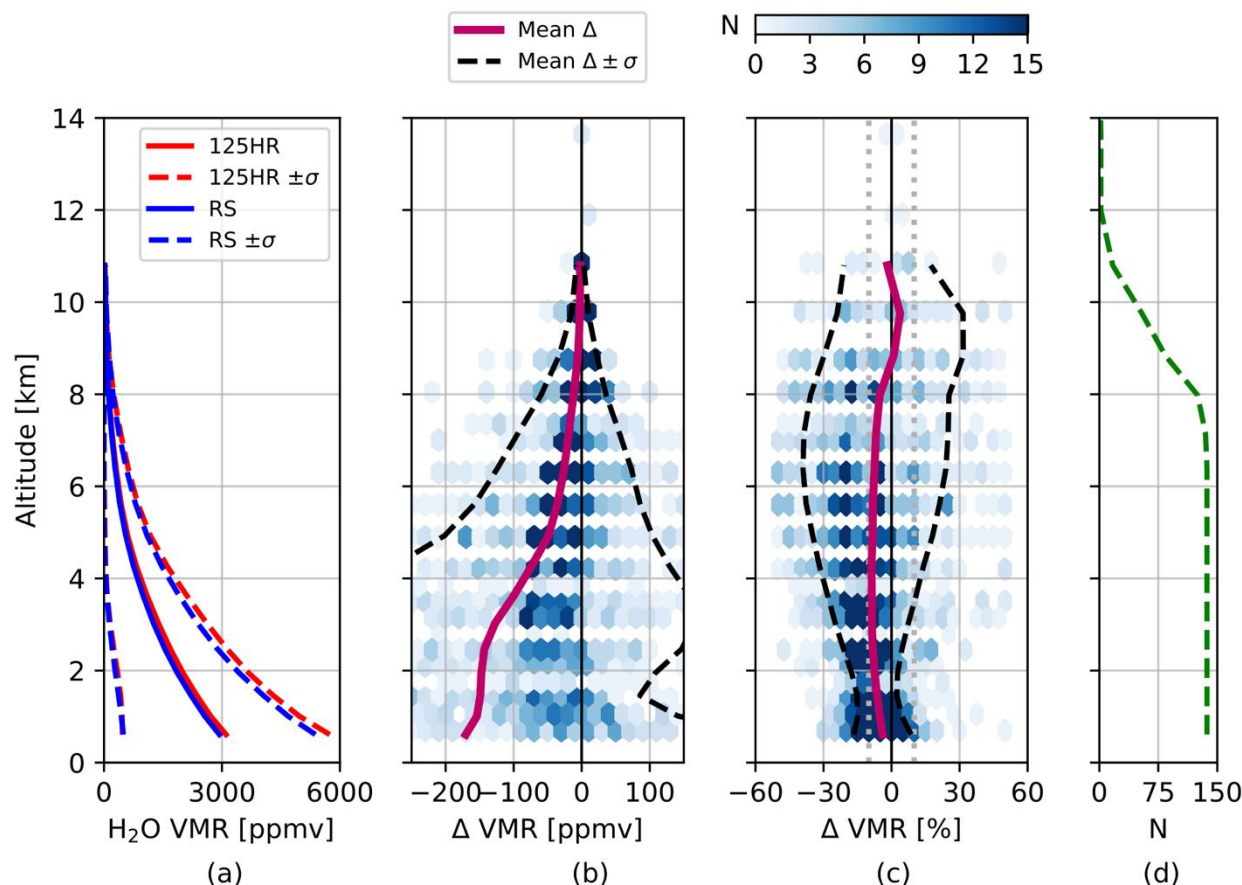 Mean Δ
Mean Δ ± σ
N
0 3 6 9 12 15
125HR
125HR ±σ
RS
RS ±σ
Altitude [km]
14
12
10
8
6
4
2
0
0 3000 6000
−200 −100 0 100
−60 −30 0 30 60
0 75 150
H₂O VMR [ppmv]
Δ VMR [ppmv]
Δ VMR [%]
N
(a)
(b)
(c)
(d)